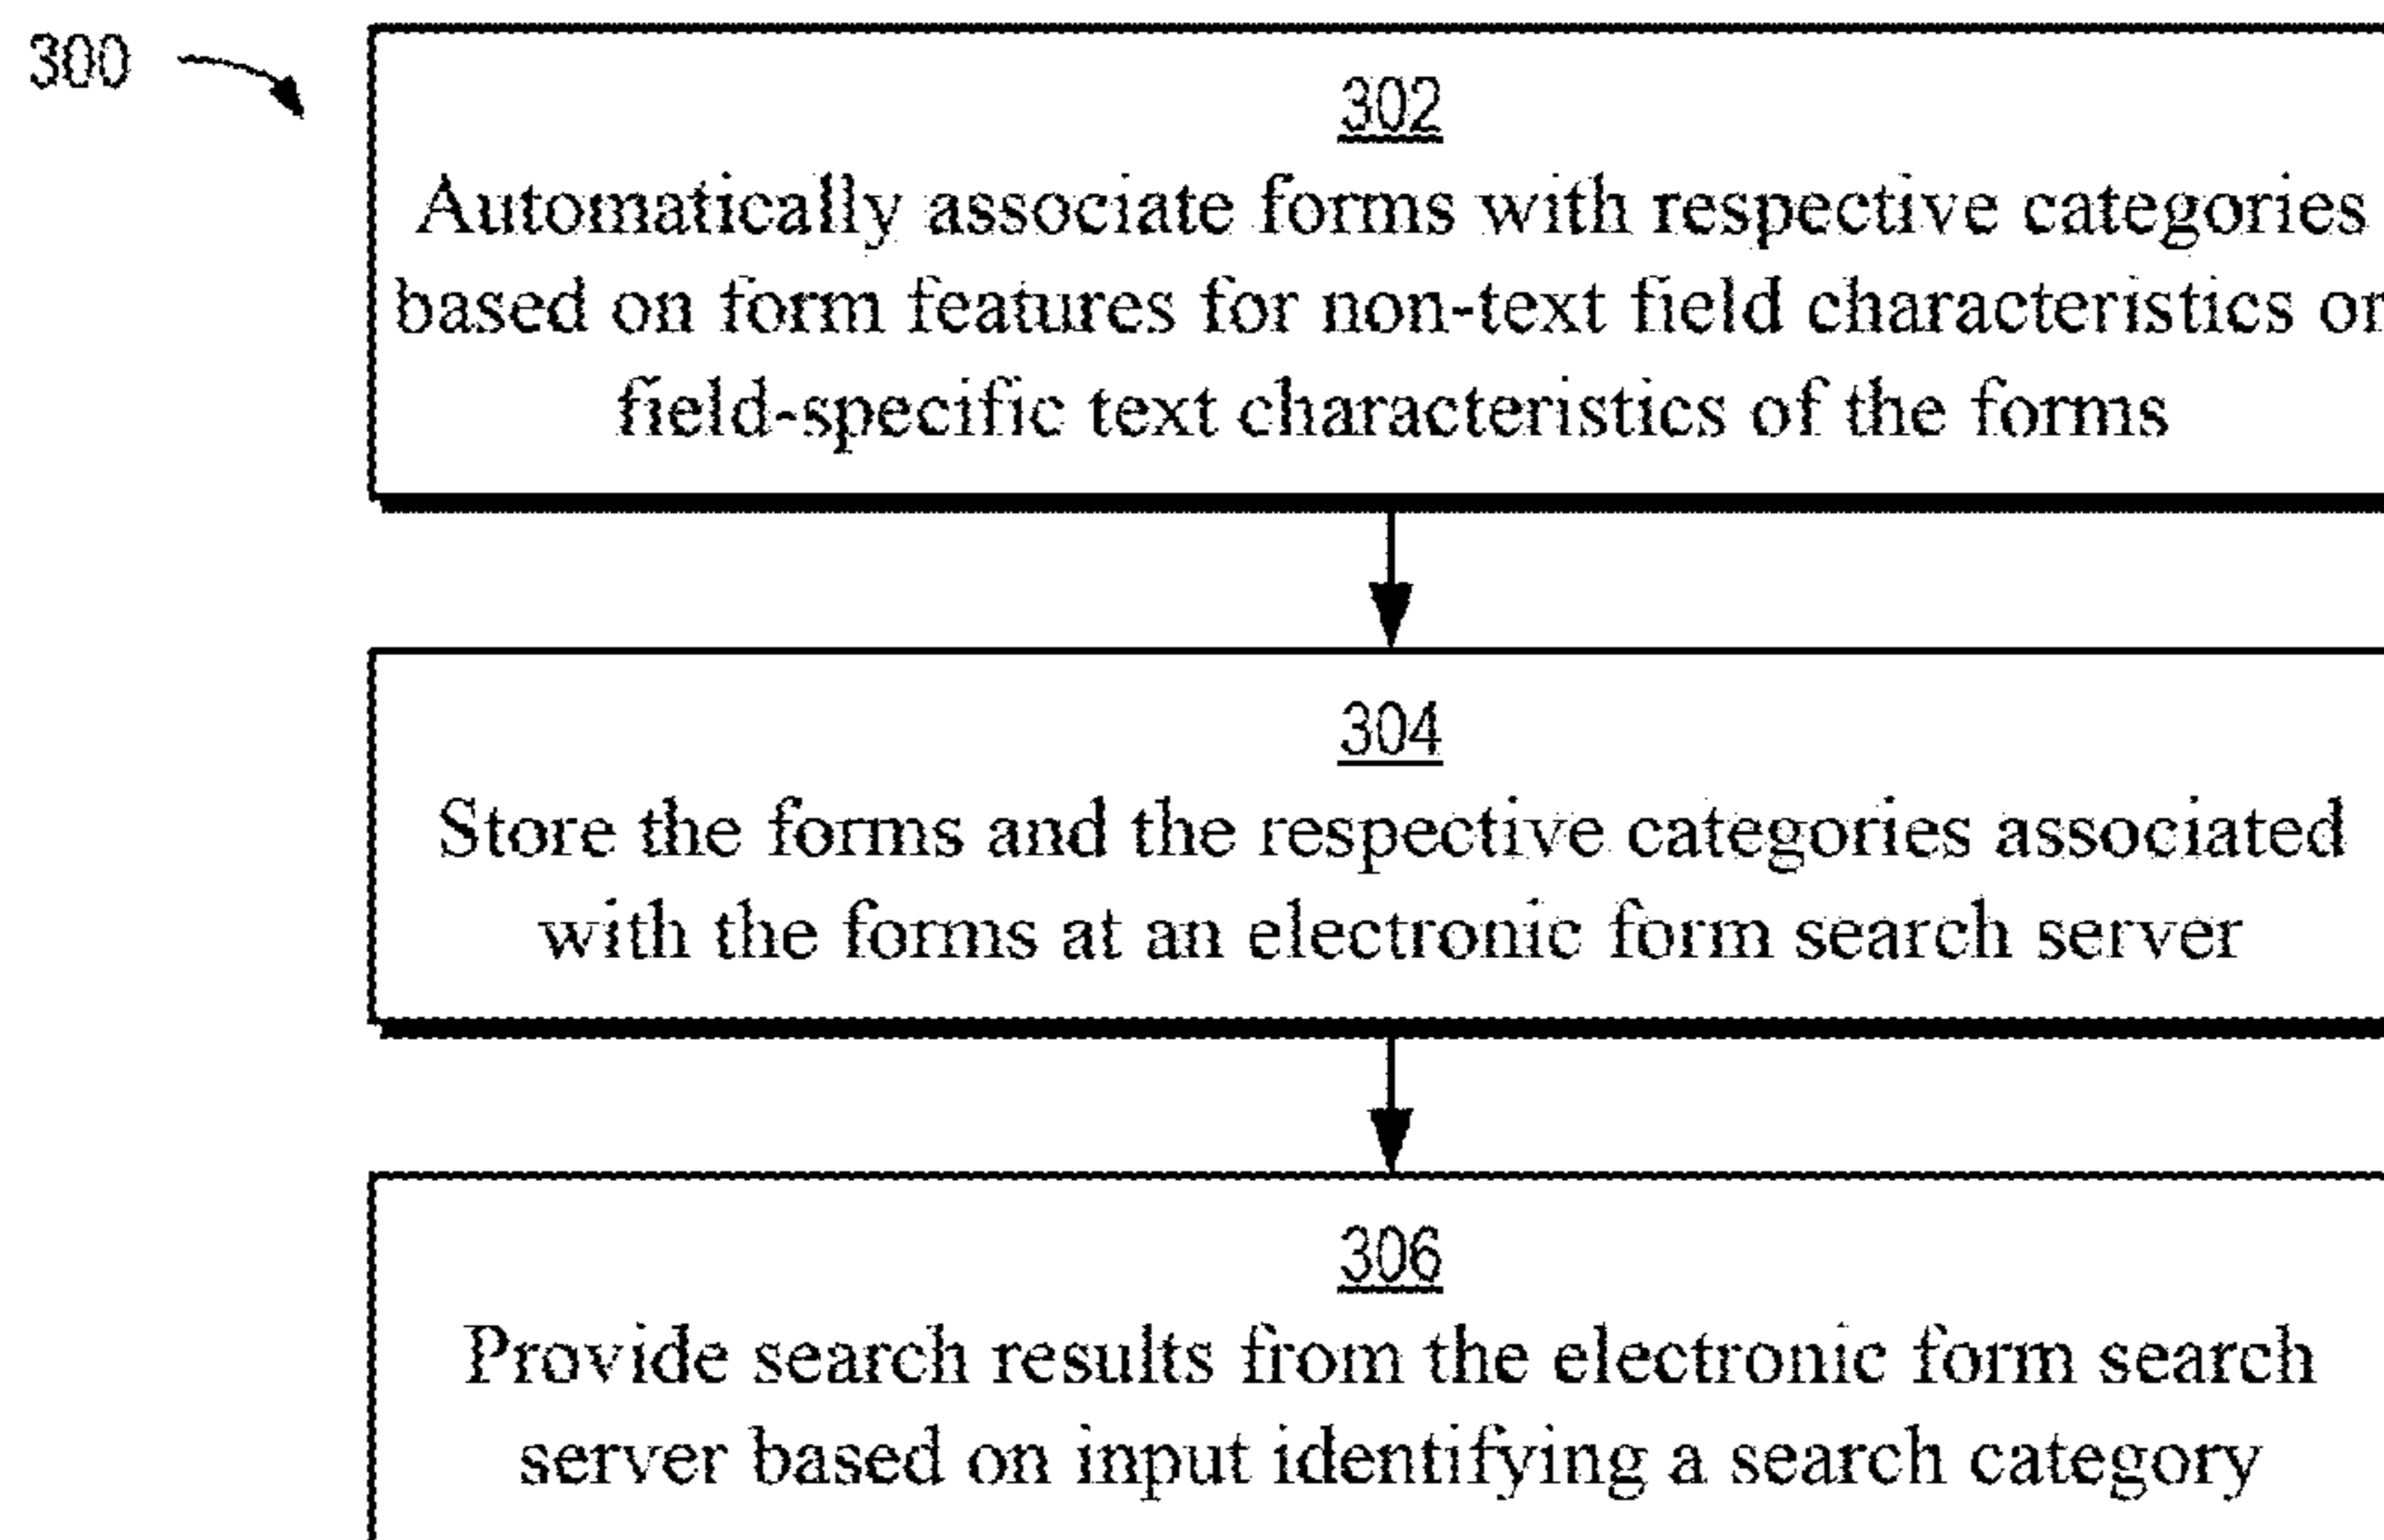 300
302
Automatically associate forms with respective categories
based on form features for non-text field characteristics or
field-specific text characteristics of the forms
304
Store the forms and the respective categories associated
with the forms at an electronic form search server
306
Provide search results from the electronic form search
server based on input identifying a search category